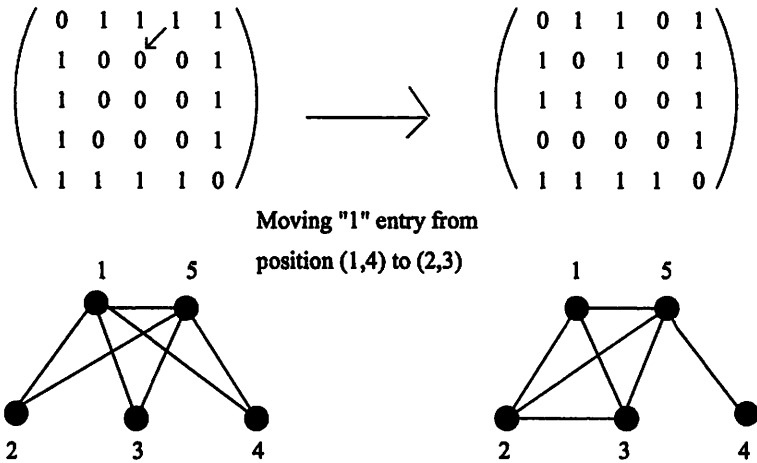 0 1 1 1 1
1 0 0 0 1
1 0 0 0 1
1 0 0 0 1
1 1 1 1 0
0 1 1 0 1
1 0 1 0 1
1 1 0 0 1
0 0 0 0 1
1 1 1 1 0
Moving "1" entry from
position (1,4) to (2,3)
1 5
2 3 4
1 5
2 3 4